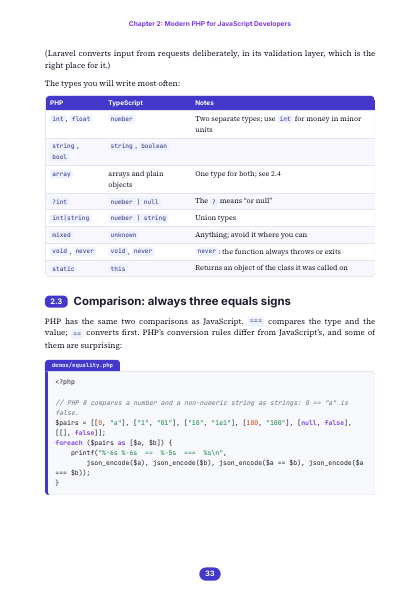 Chapter 2: Modern PHP for JavaScript Developers
(Laravel converts input from requests deliberately, in its validation layer, which is the
right place for it.)
The types you will write most often:
PHP TypeScript Notes
int, float number Two separate types; use int for money in minor
units
string, string, boolean
bool
array arrays and plain One type for both; see 2.4
objects
?int number | null The ? means “or null”
int|string number | string Union types
mixed unknown Anything; avoid it where you can
void, never void, never never: the function always throws or exits
static this Returns an object of the class it was called on
2.3 Comparison: always three equals signs
PHP has the same two comparisons as JavaScript. === compares the type and the
value; == converts first. PHP’s conversion rules differ from JavaScript’s, and some of
them are surprising:
demos/equality.php
<?php
// PHP 8 compares a number and a non-numeric string as strings: 0 == "a" is
false.
$pairs = [[0, "a"], ["1", "01"], ["10", "1e1"], [100, "100"], [null, false],
[[], false]];
foreach ($pairs as [$a, $b]) {
    printf("%-6s %-6s  ==  %-5s  ===  %s\n",
        json_encode($a), json_encode($b), json_encode($a == $b), json_encode($a
=== $b));
}
33